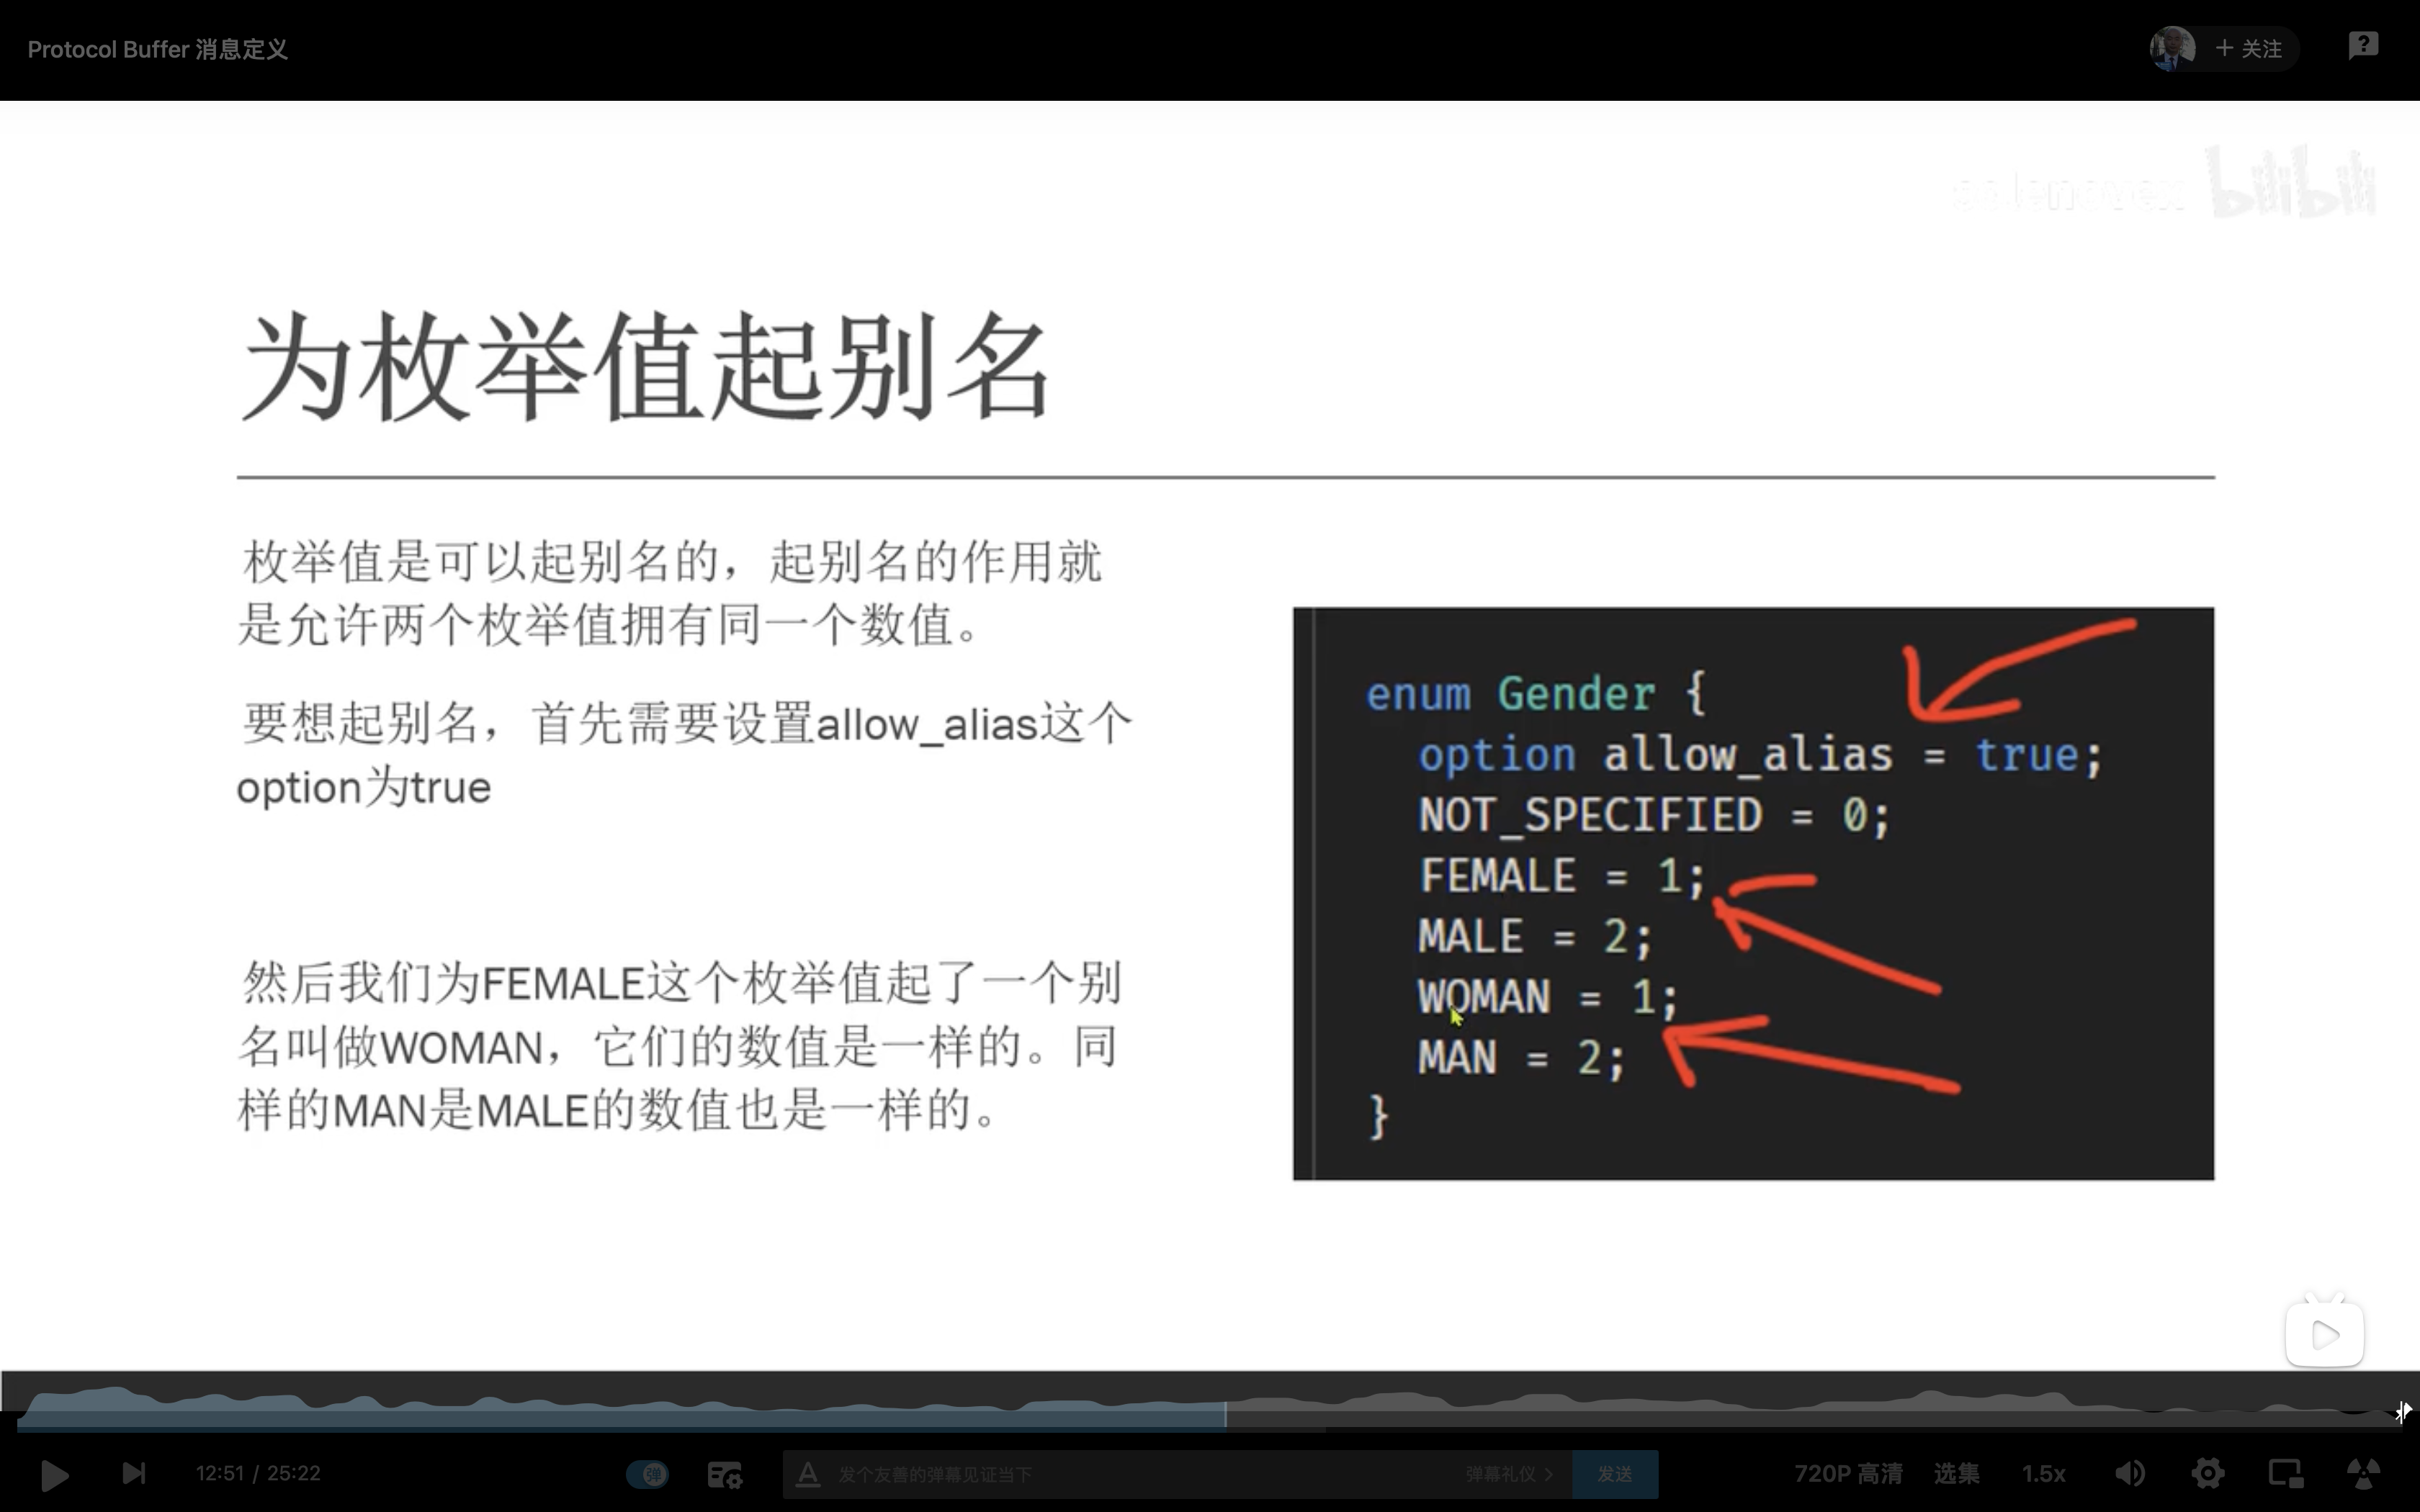 Protocol Buffer 消息定义
+ 关注
bilibili
为枚举值起别名
枚举值是可以起别名的，起别名的作用就
是允许两个枚举值拥有同一个数值。
要想起别名，首先需要设置allow_alias这个
option为true
然后我们为FEMALE这个枚举值起了一个别
名叫做WOMAN，它们的数值是一样的。同
样的MAN是MALE的数值也是一样的。
enum Gender {
option allow_alias = true;
NOT_SPECIFIED = 0;
FEMALE = 1;
MALE = 2;
WOMAN = 1;
MAN = 2;
}
12:51 / 25:22
弹
A 发个友善的弹幕见证当下
弹幕礼仪 >
发送
720P 高清
选集
1.5x